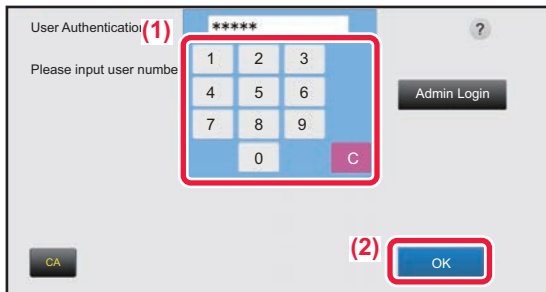 User Authentication
(1)
*****
?
Please input user numbe
1 2 3
4 5 6
7 8 9
0 C
Admin Login
(2)
CA
OK